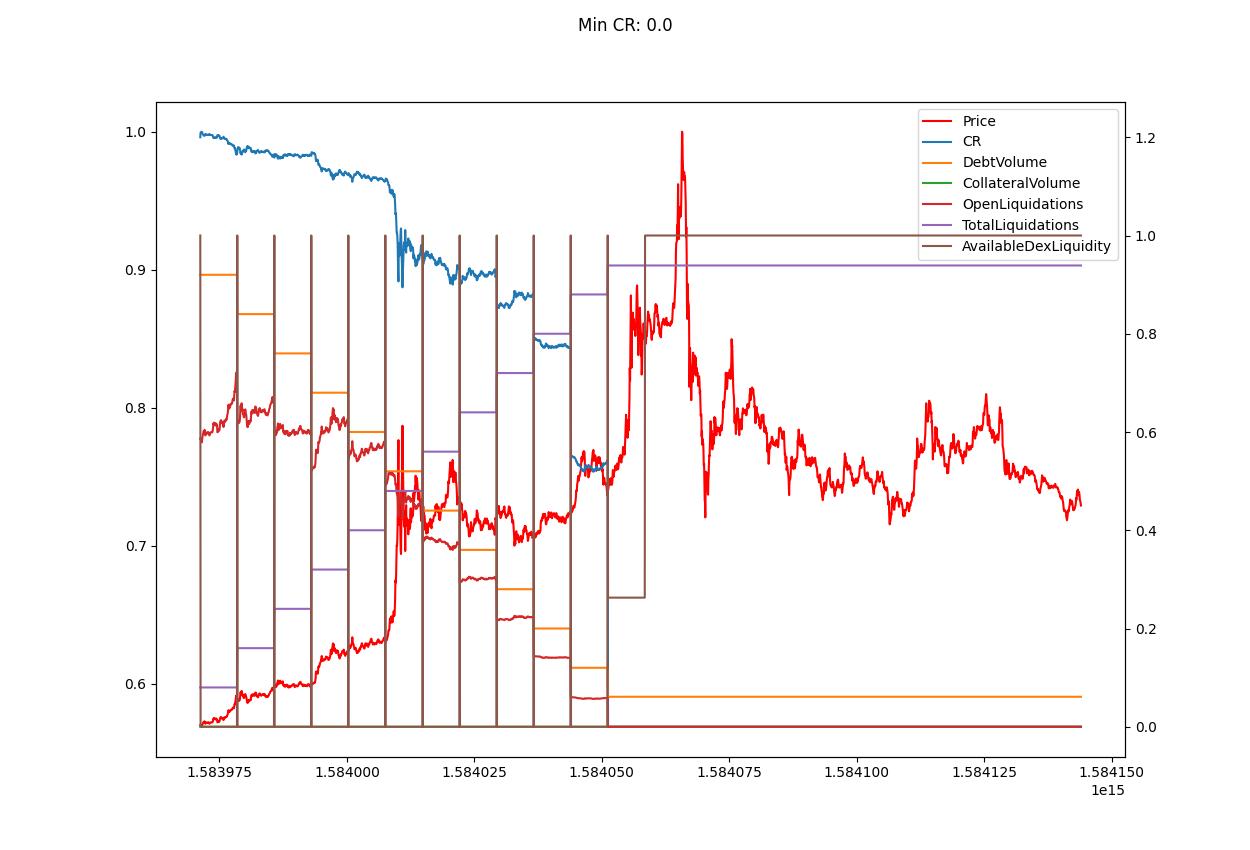 Min CR: 0.0
Price
CR
DebtVolume
CollateralVolume
OpenLiquidations
TotalLiquidations
AvailableDexLiquidity
1.0
0.9
0.8
0.7
0.6
1.2
1.0
0.8
0.6
0.4
0.2
0.0
1.583975 1.584000 1.584025 1.584050 1.584075 1.584100 1.584125 1.584150
1e15